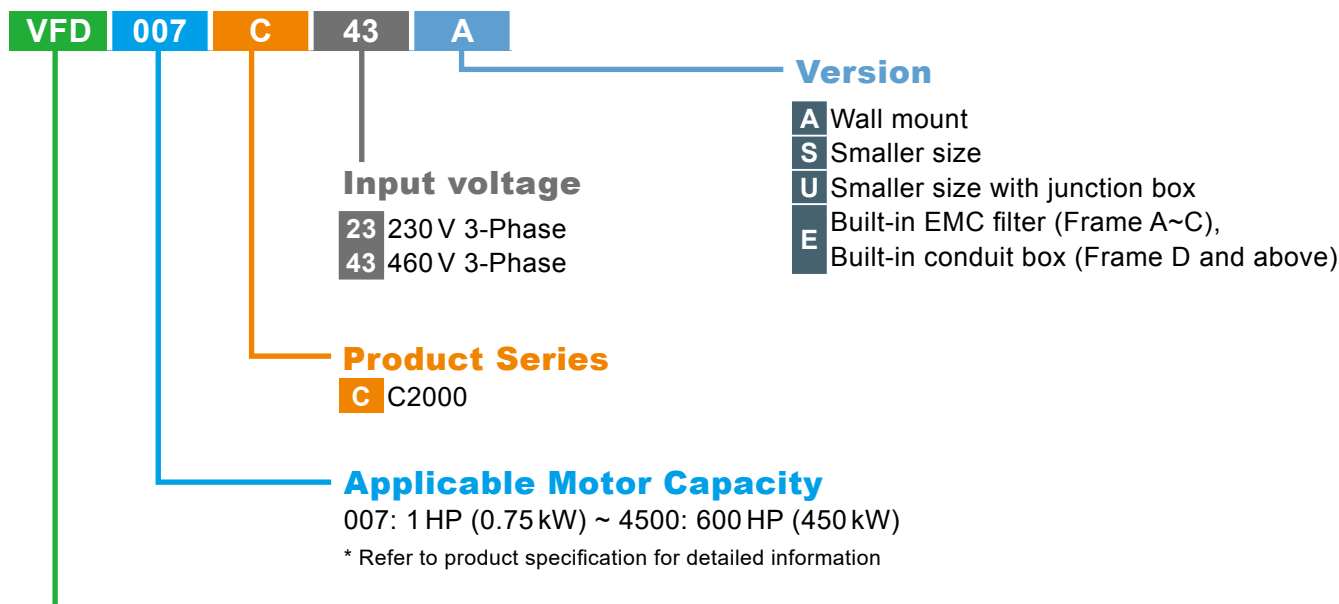 VFD 007 C 43 A
Version
A Wall mount
S Smaller size
U Smaller size with junction box
E Built-in EMC filter (Frame A~C),
Built-in conduit box (Frame D and above)
Input voltage
23 230 V 3-Phase
43 460 V 3-Phase
Product Series
C C2000
Applicable Motor Capacity
007: 1 HP (0.75 kW) ~ 4500: 600 HP (450 kW)
* Refer to product specification for detailed information